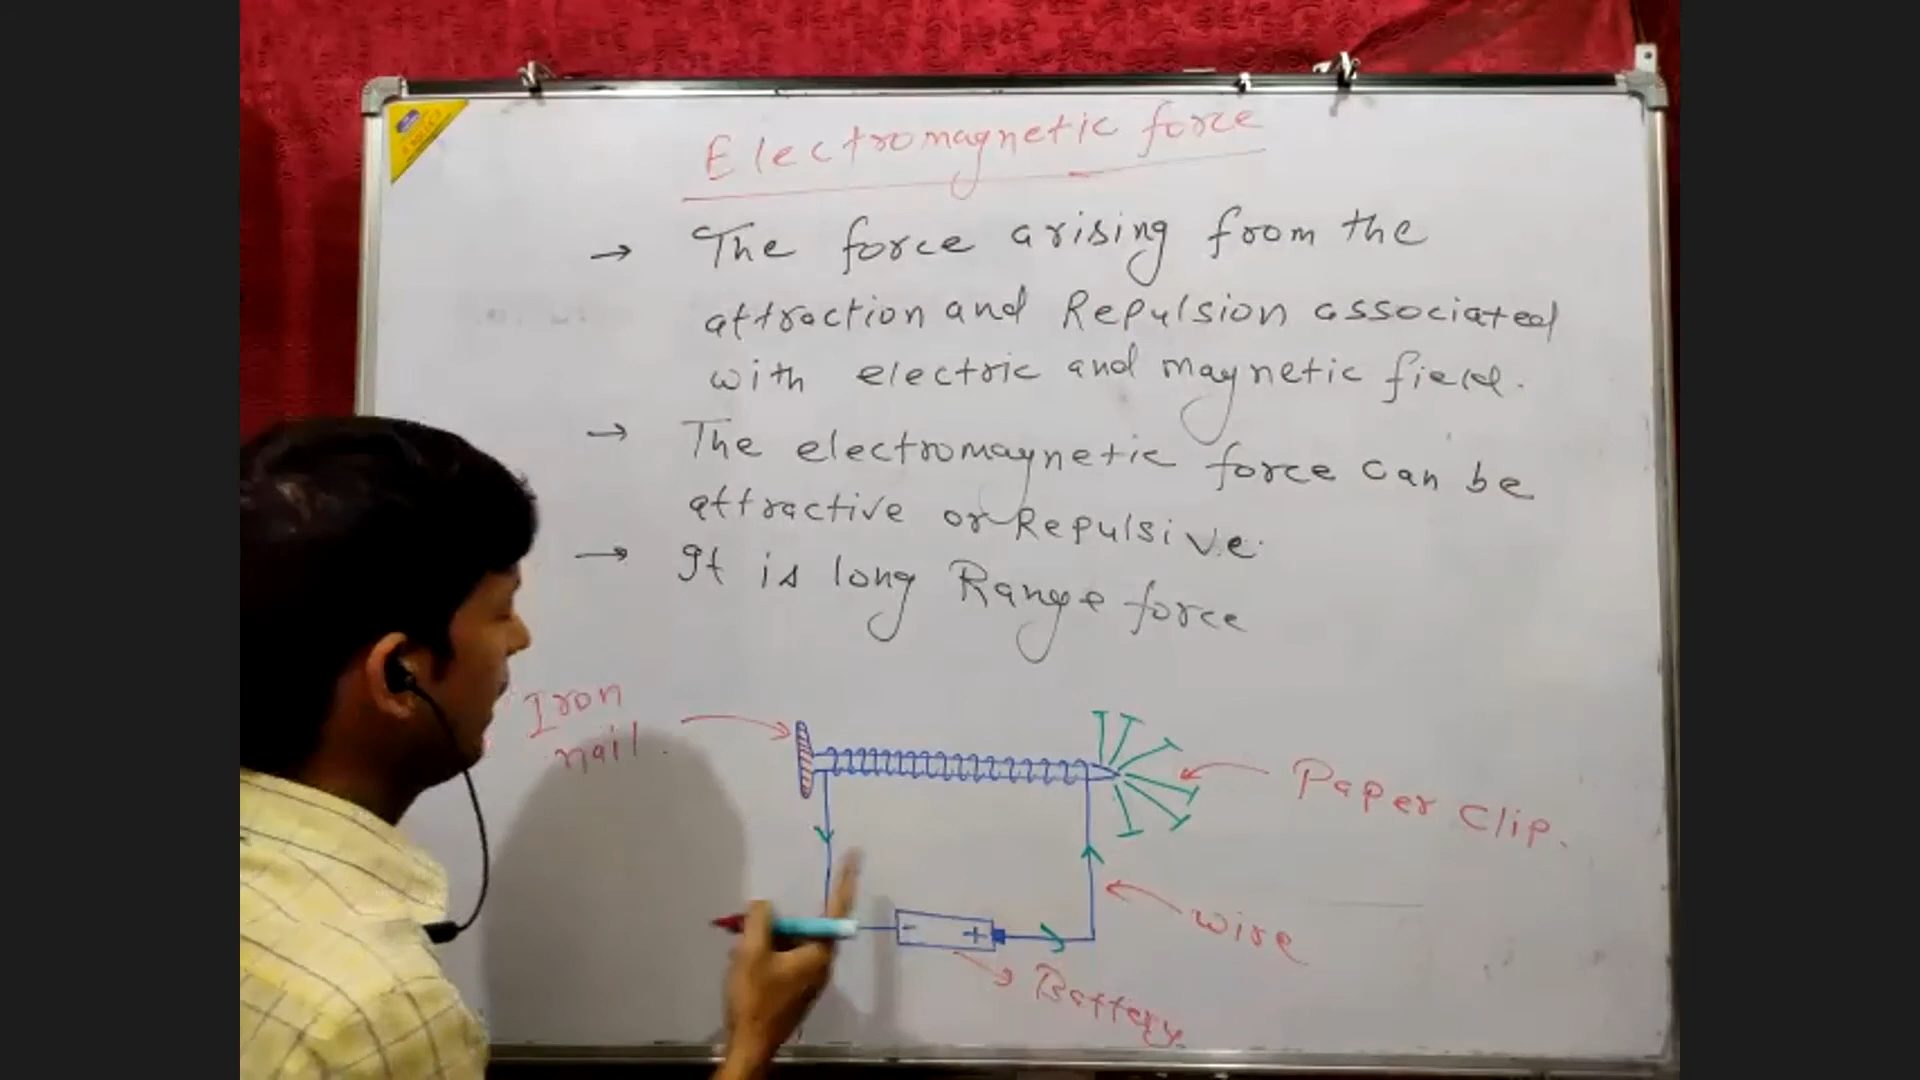 Electromagnetic force
→ The force arising from the
attraction and Repulsion associated
with electric and magnetic field.
→ The electromagnetic force can be
attractive or Repulsive.
→ It is long Range force
Iron
nail.
Paper Clip.
wire
- +
Battery.